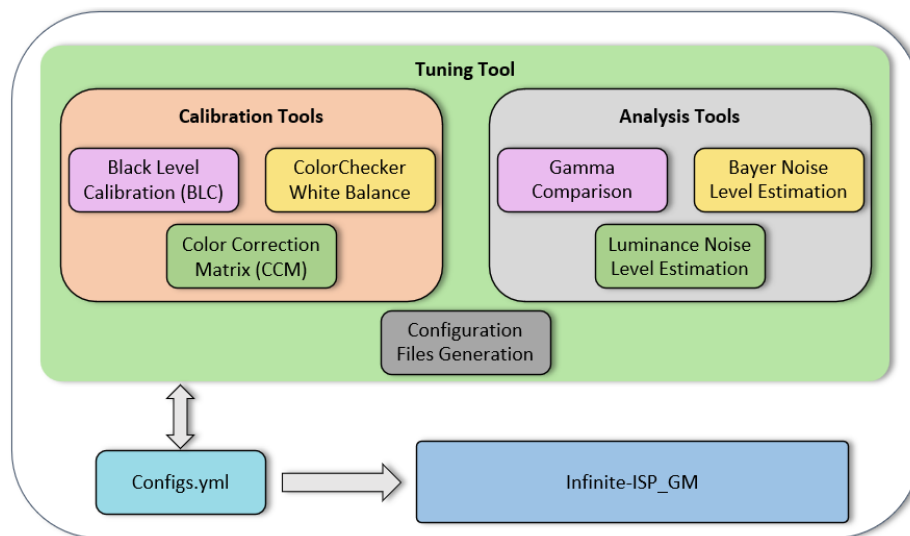 Tuning Tool
Calibration Tools
Black Level
Calibration (BLC)
ColorChecker
White Balance
Color Correction
Matrix (CCM)
Analysis Tools
Gamma
Comparison
Bayer Noise
Level Estimation
Luminance Noise
Level Estimation
Configuration
Files Generation
Configs.yml
Infinite-ISP_GM